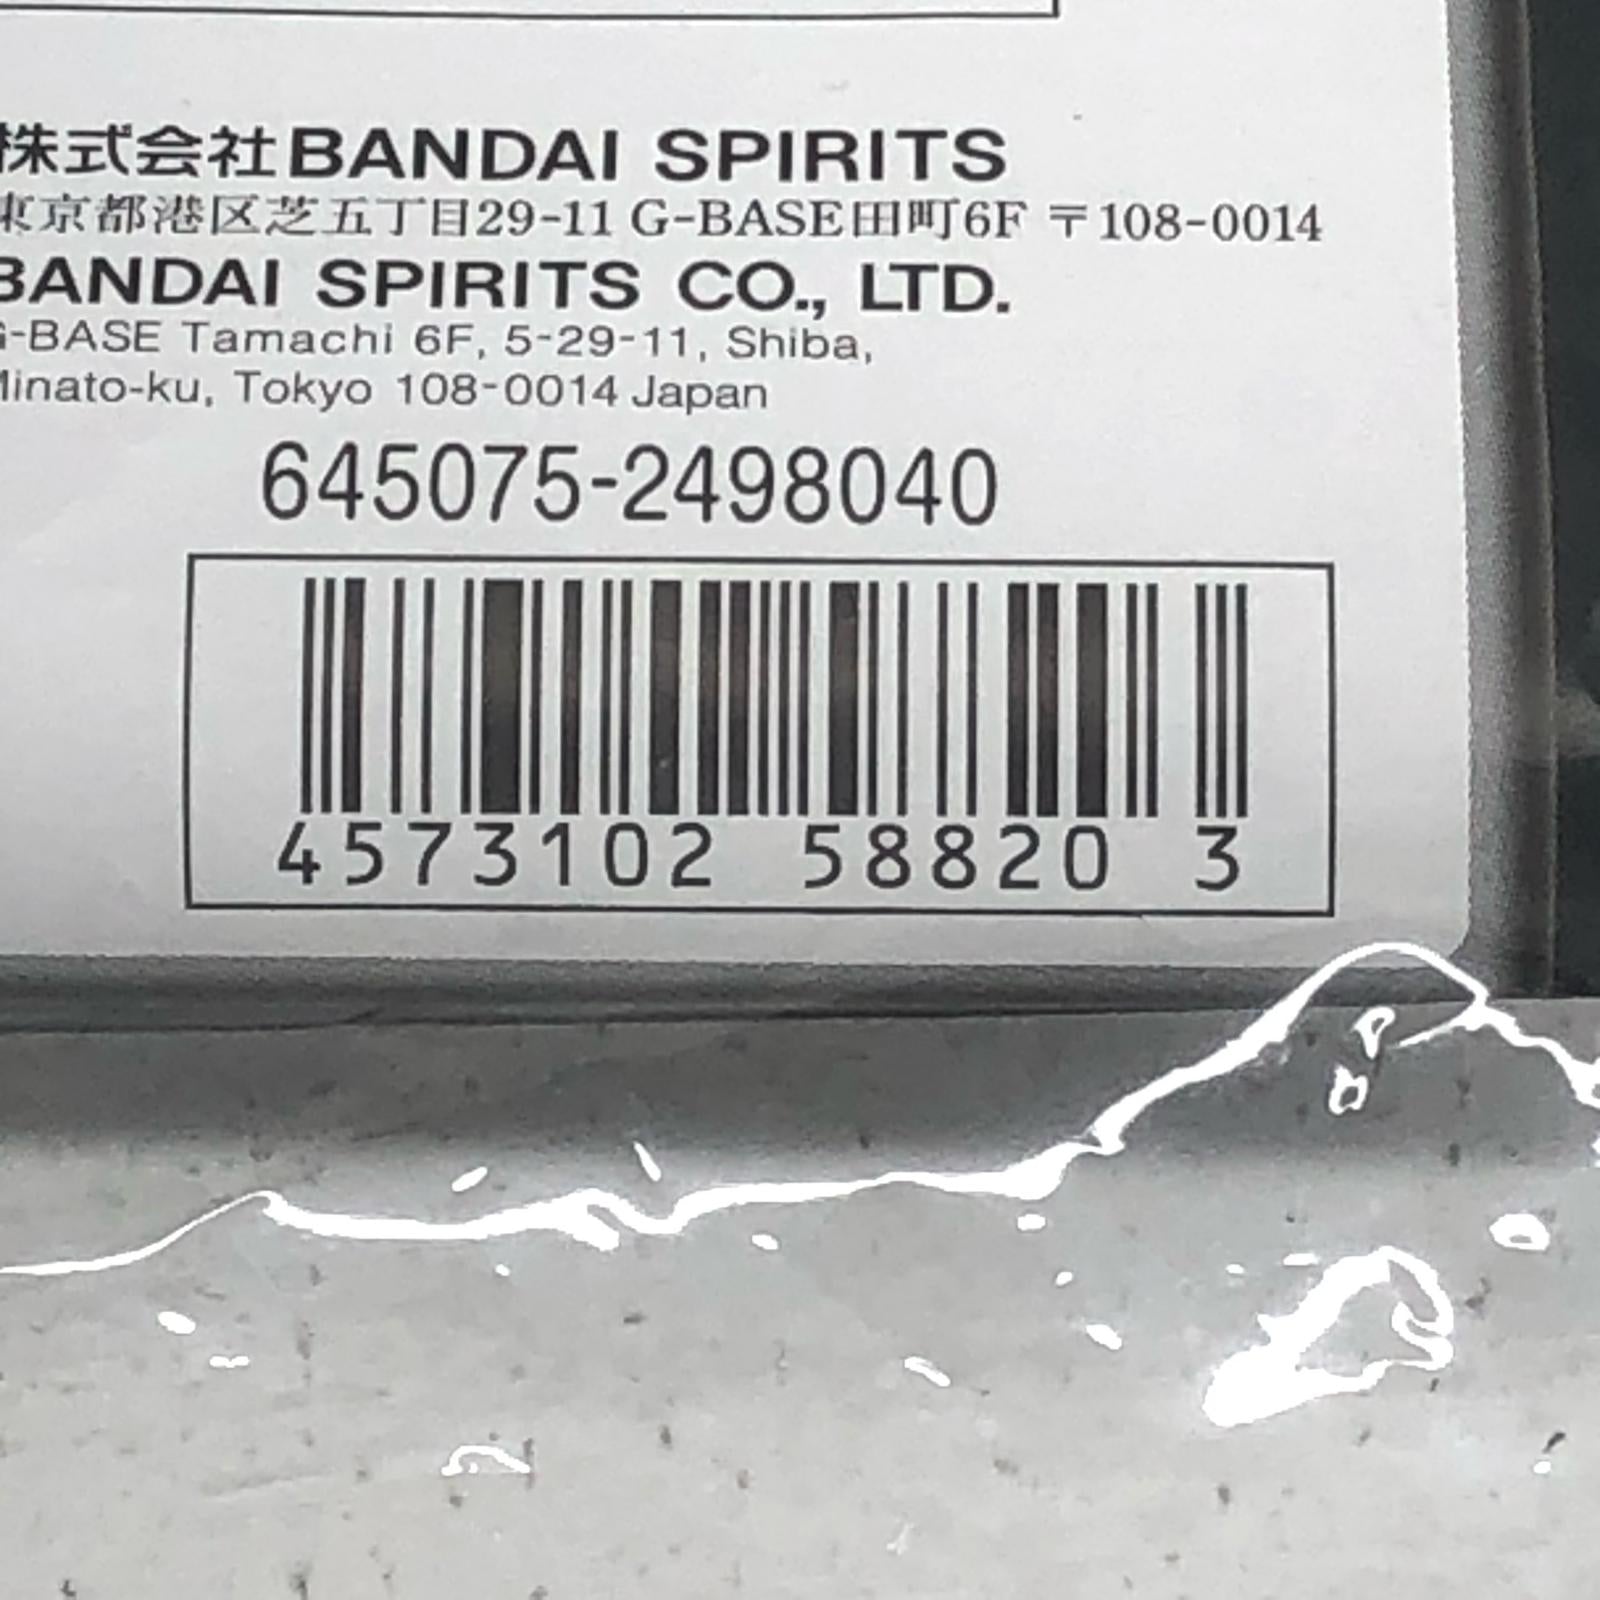 株式会社BANDAI SPIRITS
東京都港区芝五丁目29-11 G-BASE田町6F 〒108-0014
BANDAI SPIRITS CO., LTD.
G-BASE Tamachi 6F, 5-29-11, Shiba,
Minato-ku, Tokyo 108-0014 Japan
645075-2498040
4573102 58820 3